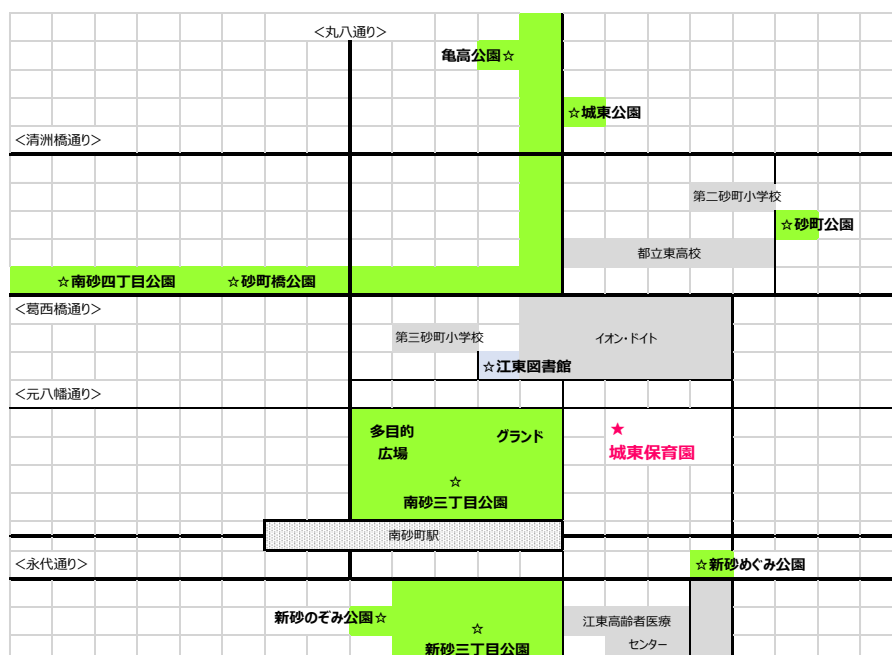 ＜丸八通り＞
亀高公園☆
☆城東公園
＜清洲橋通り＞
第二砂町小学校
☆砂町公園
都立東高校
☆南砂四丁目公園
☆砂町橋公園
＜葛西橋通り＞
第三砂町小学校
イオン・ドイト
☆江東図書館
＜元八幡通り＞
多目的
広場
グランド
★
城東保育園
☆
南砂三丁目公園
南砂町駅
＜永代通り＞
☆新砂めぐみ公園
新砂のぞみ公園☆
☆
新砂三丁目公園
江東高齢者医療
センター